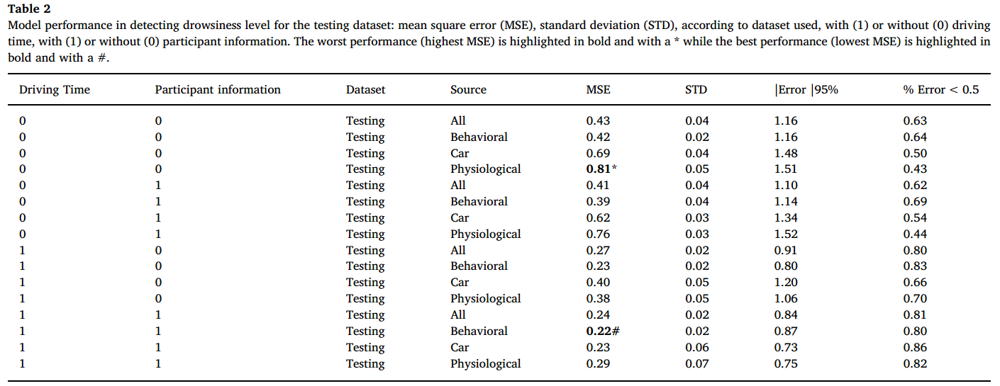 Table 2
Model performance in detecting drowsiness level for the testing dataset: mean square error (MSE), standard deviation (STD), according to dataset used, with (1) or without (0) driving
time, with (1) or without (0) participant information. The worst performance (highest MSE) is highlighted in bold and with a * while the best performance (lowest MSE) is highlighted in
bold and with a #.
Driving Time Participant information Dataset Source MSE STD |Error |95% % Error < 0.5
0 0 Testing All 0.43 0.04 1.16 0.63
0 0 Testing Behavioral 0.42 0.02 1.16 0.64
0 0 Testing Car 0.69 0.04 1.48 0.50
0 0 Testing Physiological 0.81* 0.05 1.51 0.43
0 1 Testing All 0.41 0.04 1.10 0.62
0 1 Testing Behavioral 0.39 0.04 1.14 0.69
0 1 Testing Car 0.62 0.03 1.34 0.54
0 1 Testing Physiological 0.76 0.03 1.52 0.44
1 0 Testing All 0.27 0.02 0.91 0.80
1 0 Testing Behavioral 0.23 0.02 0.80 0.83
1 0 Testing Car 0.40 0.05 1.20 0.66
1 0 Testing Physiological 0.38 0.05 1.06 0.70
1 1 Testing All 0.24 0.02 0.84 0.81
1 1 Testing Behavioral 0.22# 0.02 0.87 0.80
1 1 Testing Car 0.23 0.06 0.73 0.86
1 1 Testing Physiological 0.29 0.07 0.75 0.82